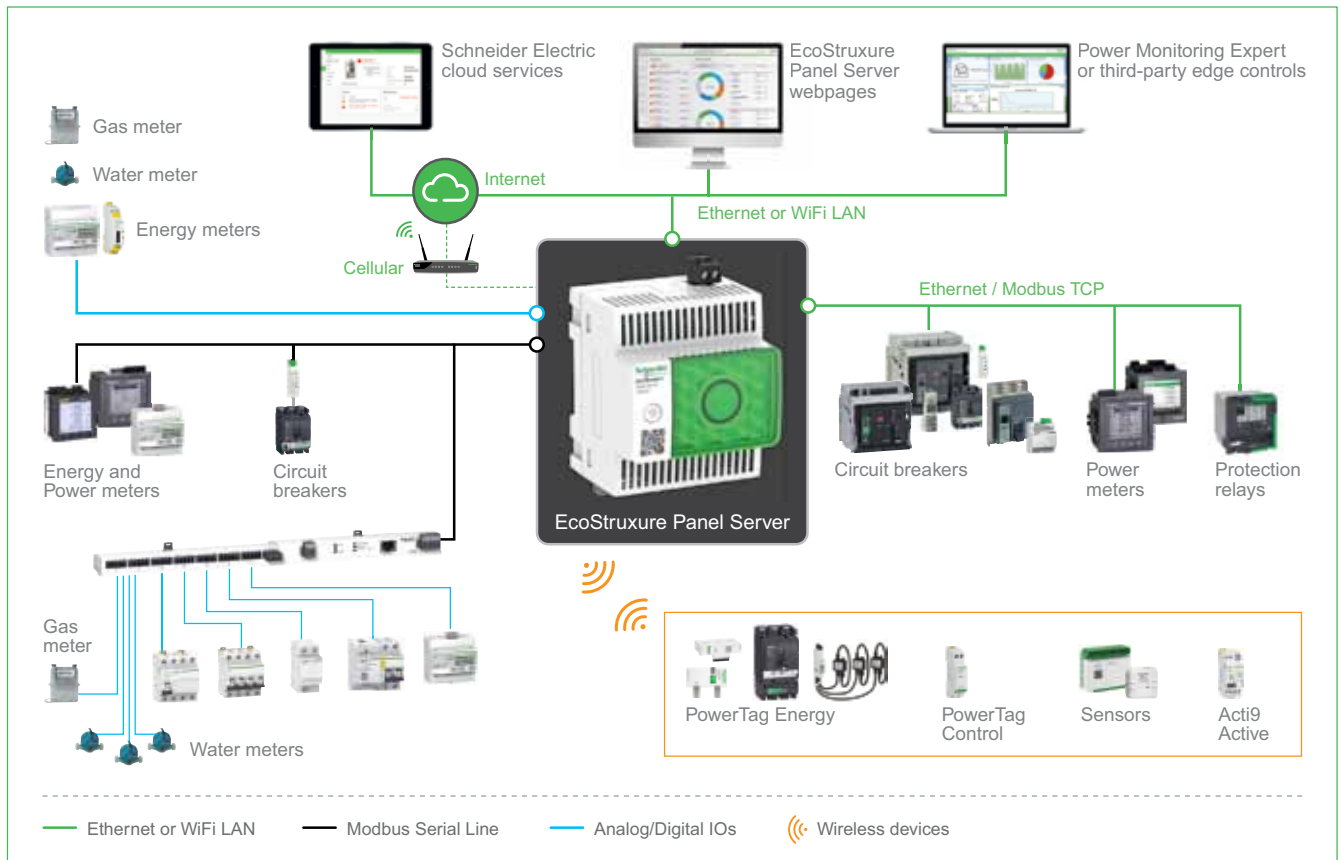 Schneider Electric
cloud services
EcoStruxure
Panel Server
webpages
Power Monitoring Expert
or third-party edge controls
Gas meter
Water meter
Energy meters
Internet
Ethernet or WiFi LAN
Cellular
Ethernet / Modbus TCP
Energy and
Power meters
Circuit
breakers
EcoStruxure Panel Server
Circuit breakers
Power
meters
Protection
relays
Gas
meter
Water meters
PowerTag Energy
PowerTag
Control
Sensors
Acti9
Active
Ethernet or WiFi LAN
Modbus Serial Line
Analog/Digital IOs
Wireless devices